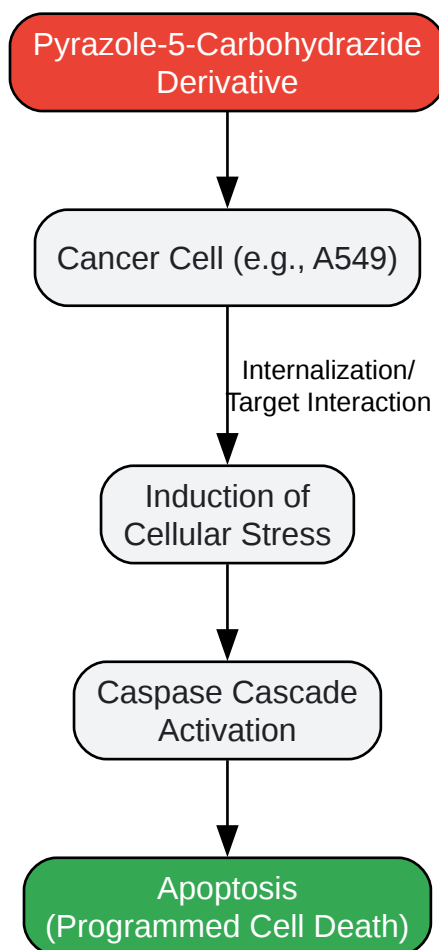 Pyrazole-5-Carbohydrazide
Derivative
Cancer Cell (e.g., A549)
Internalization/
Target Interaction
Induction of
Cellular Stress
Caspase Cascade
Activation
Apoptosis
(Programmed Cell Death)